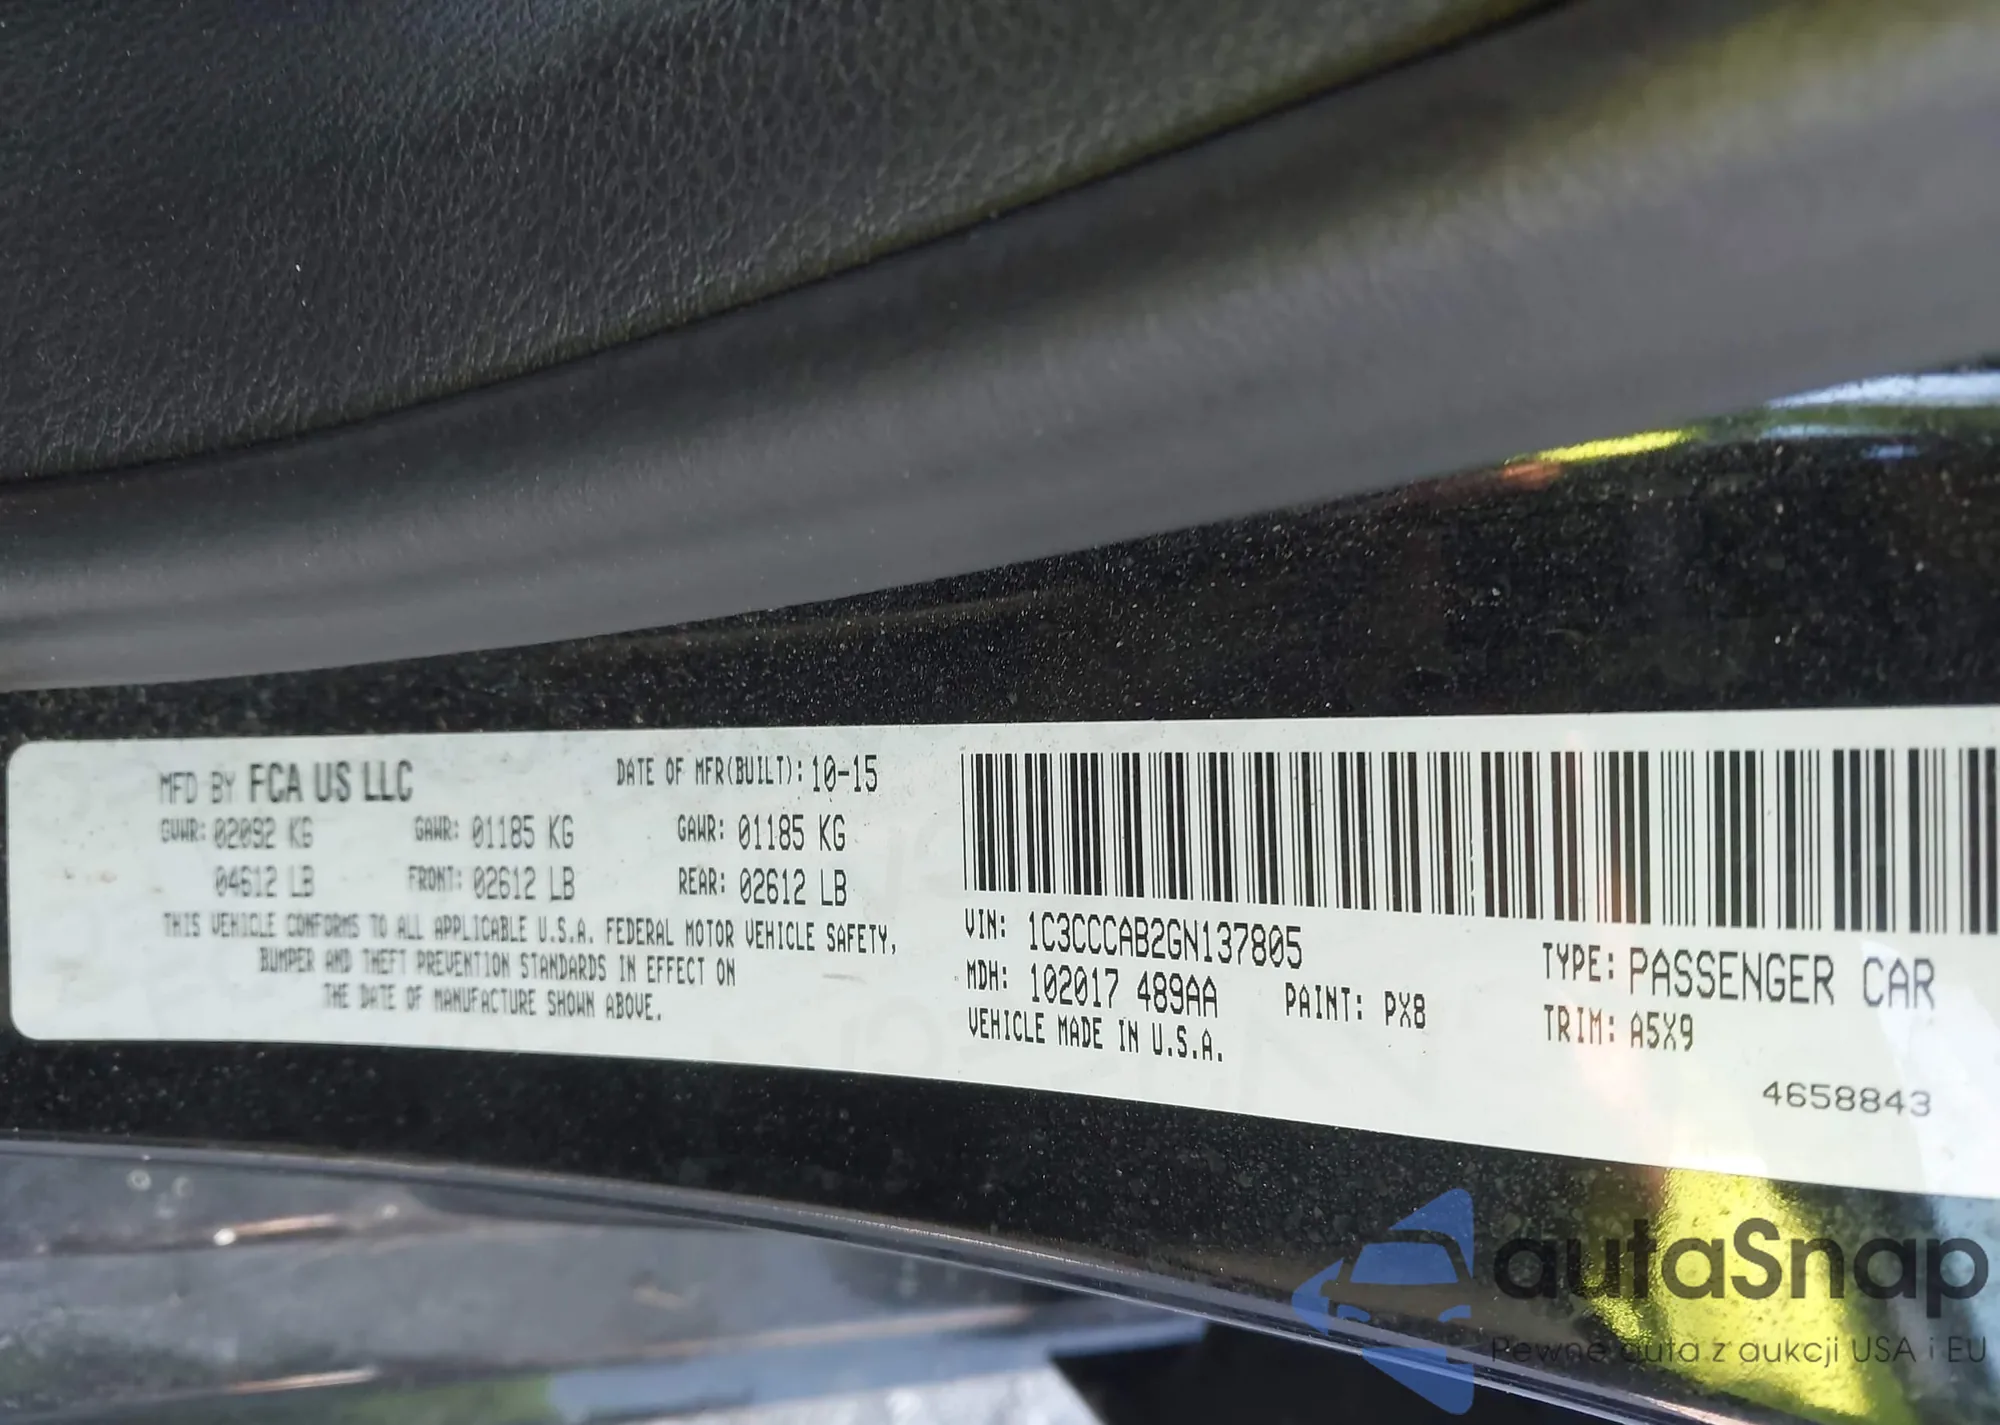 MFD BY FCA US LLC DATE OF MFR(BUILT): 10-15
GVWR: 02092 KG GAWR: 01185 KG GAWR: 01185 KG
04612 LB FRONT: 02612 LB REAR: 02612 LB
THIS VEHICLE CONFORMS TO ALL APPLICABLE U.S.A. FEDERAL MOTOR VEHICLE SAFETY,
BUMPER AND THEFT PREVENTION STANDARDS IN EFFECT ON
THE DATE OF MANUFACTURE SHOWN ABOVE.
VIN: 1C3CCCAB2GN137805 TYPE: PASSENGER CAR
MDH: 102017 489AA PAINT: PX8 TRIM: A5X9
VEHICLE MADE IN U.S.A.
4658843
autaSnap
Pewne auta z aukcji USA i EU